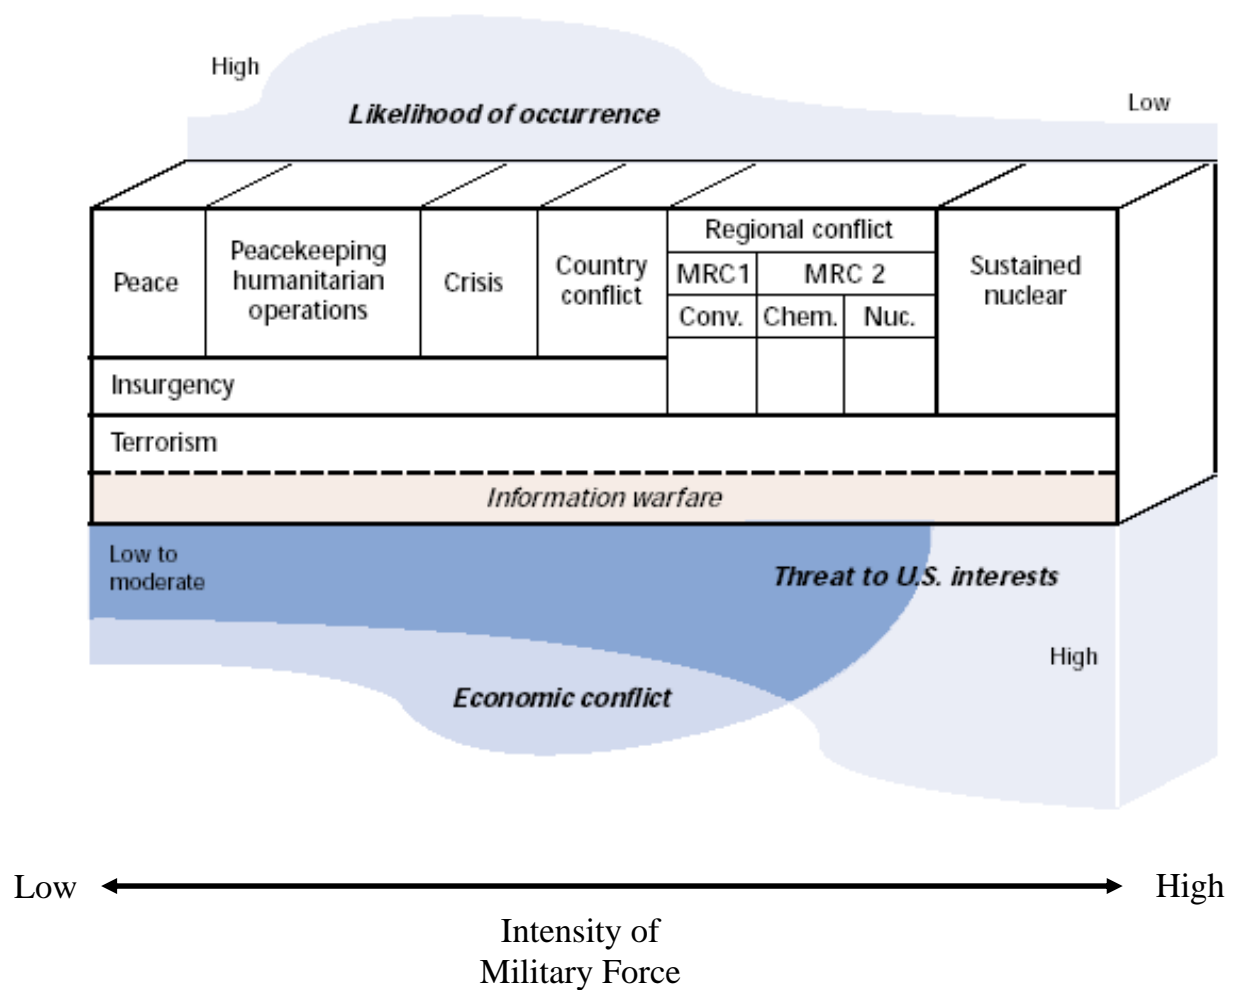 High
Likelihood of occurrence
Low
Peace
Peacekeeping
humanitarian
operations
Crisis
Country
conflict
Regional conflict
MRC1
MRC 2
Conv.
Chem.
Nuc.
Sustained
nuclear
Insurgency
Terrorism
Information warfare
Low to
moderate
Threat to U.S. interests
High
Economic conflict
Low
High
Intensity of
Military Force